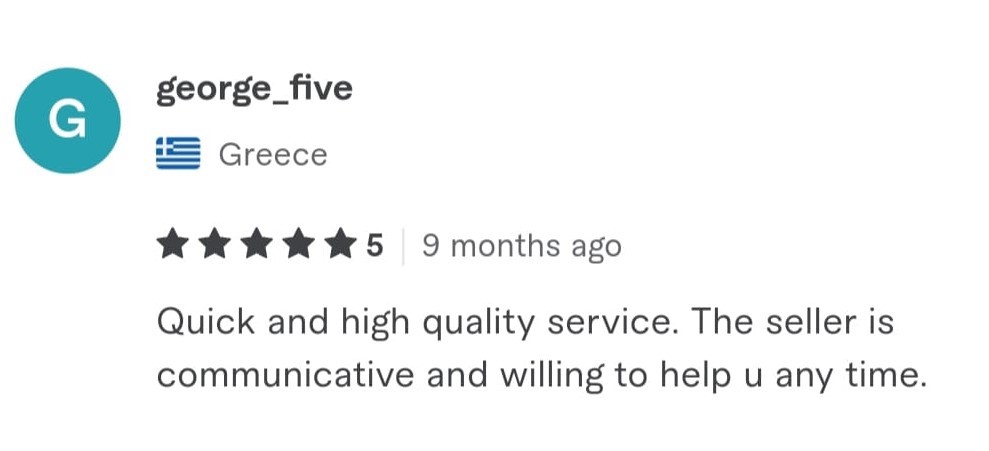 G
george_five
Greece
5 | 9 months ago
Quick and high quality service. The seller is
communicative and willing to help u any time.